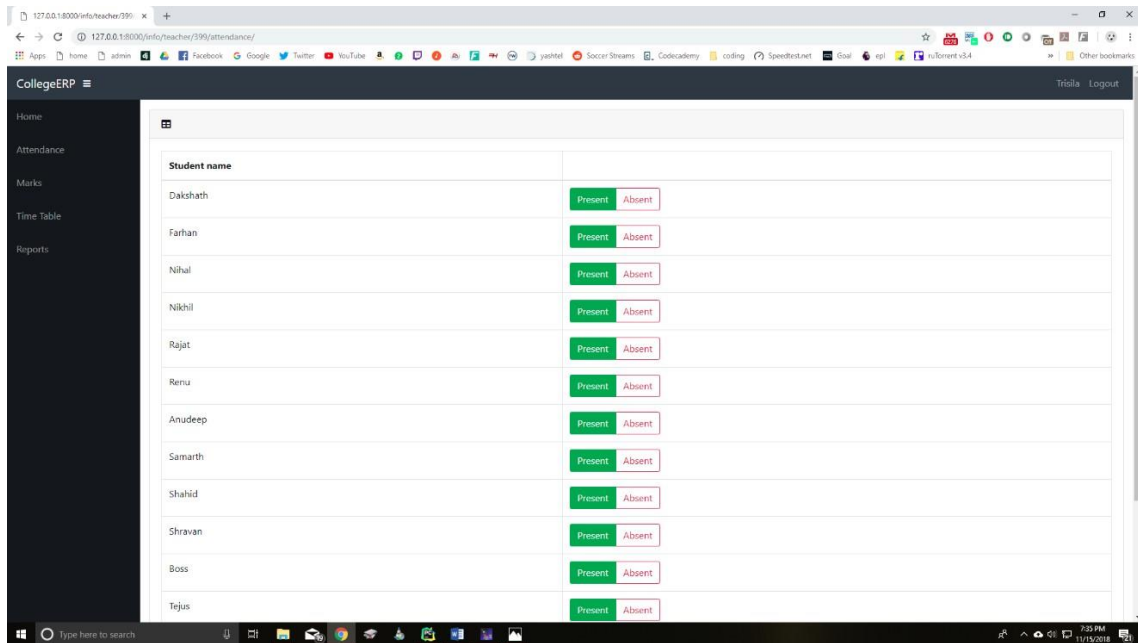 127.0.0.1:8000/info/teacher/399/
127.0.0.1:8000/info/teacher/399/attendance/
Apps home admin Facebook Google Twitter YouTube yashtel Soccer Streams Codecademy coding Speedtest.net Goal epl ruTorrent v3.4 Other bookmarks
CollegeERP Trisila Logout
Home
Attendance
Marks
Time Table
Reports
Student name
Dakshath Present Absent
Farhan Present Absent
Nihal Present Absent
Nikhil Present Absent
Rajat Present Absent
Renu Present Absent
Anudeep Present Absent
Samarth Present Absent
Shahid Present Absent
Shravan Present Absent
Boss Present Absent
Tejus Present Absent
Type here to search
7:35 PM
11/15/2018